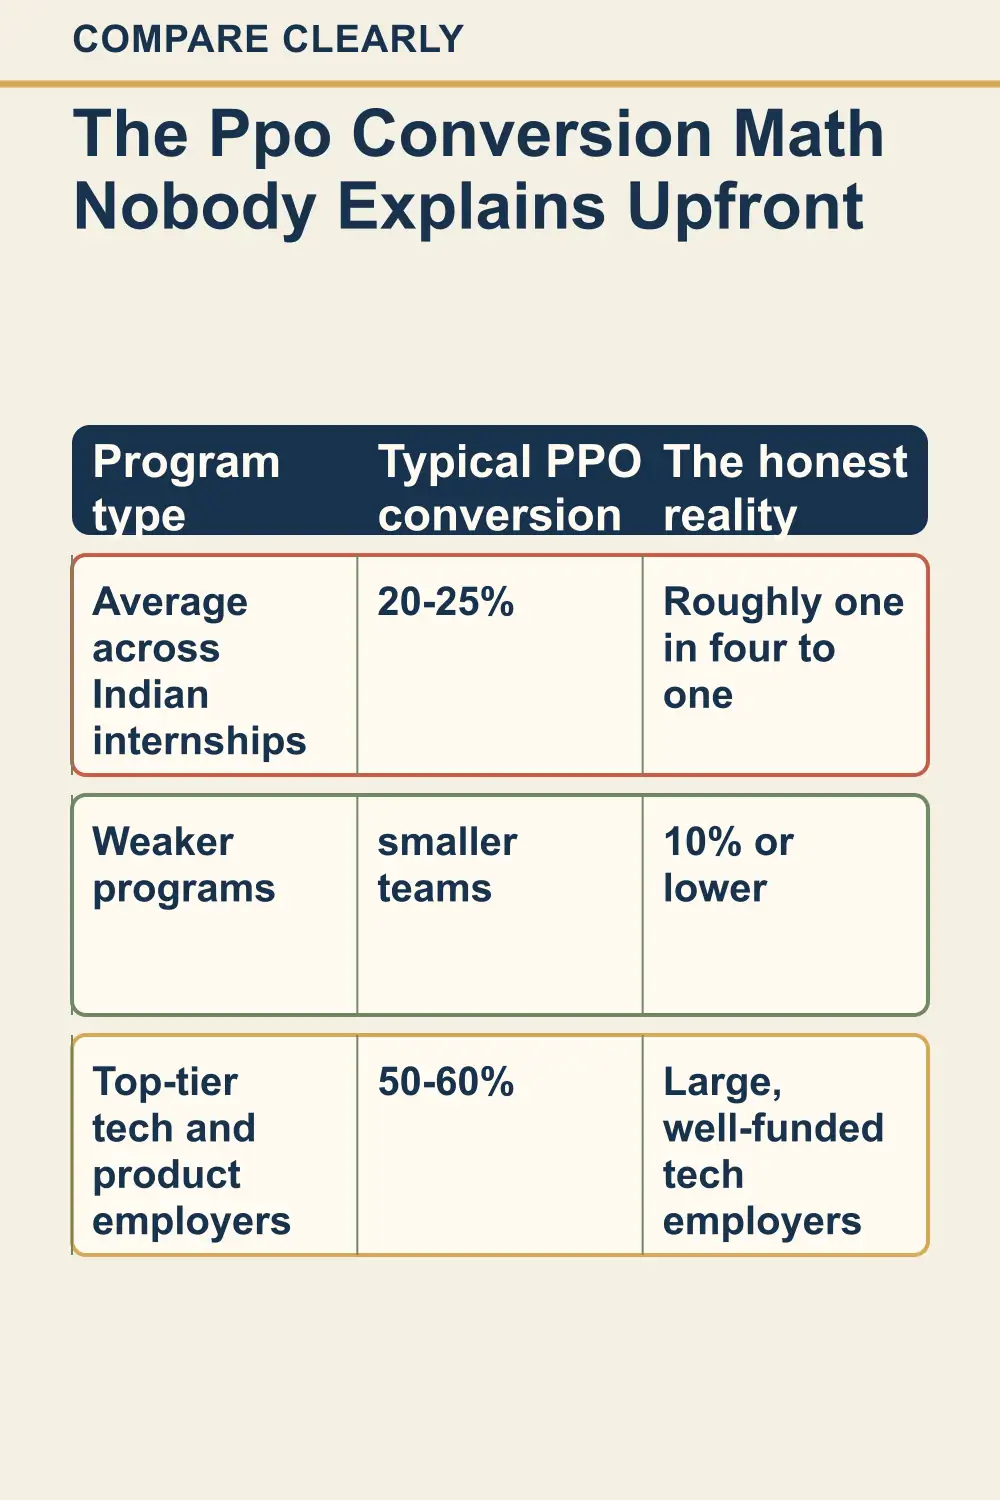 COMPARE CLEARLY
The Ppo Conversion Math
Nobody Explains Upfront
Program
type
Typical PPO
conversion
The honest
reality
Average
across
Indian
internships
20-25%
Roughly one
in four to
one
Weaker
programs
smaller
teams
10% or
lower
Top-tier
tech and
product
employers
50-60%
Large,
well-funded
tech
employers